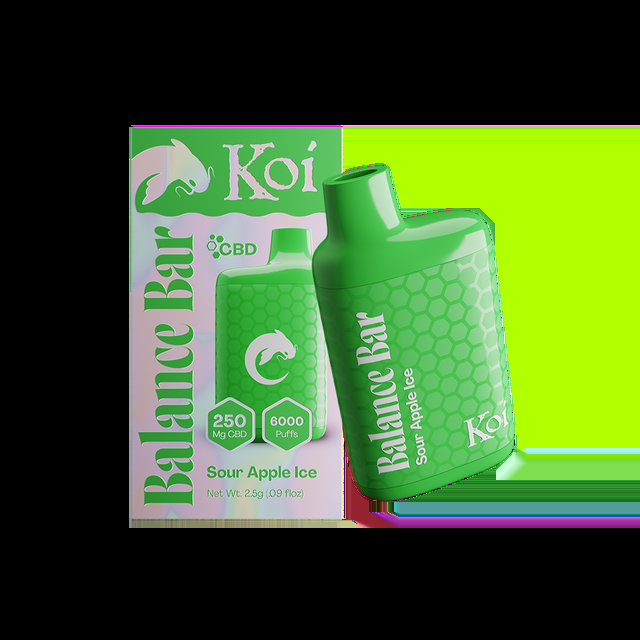 Koi
Balance Bar
CBD
250
Mg CBD
6000
Puffs
Sour Apple Ice
Net Wt. 2.5g (.09 floz)
Balance Bar
Sour Apple Ice
Koi